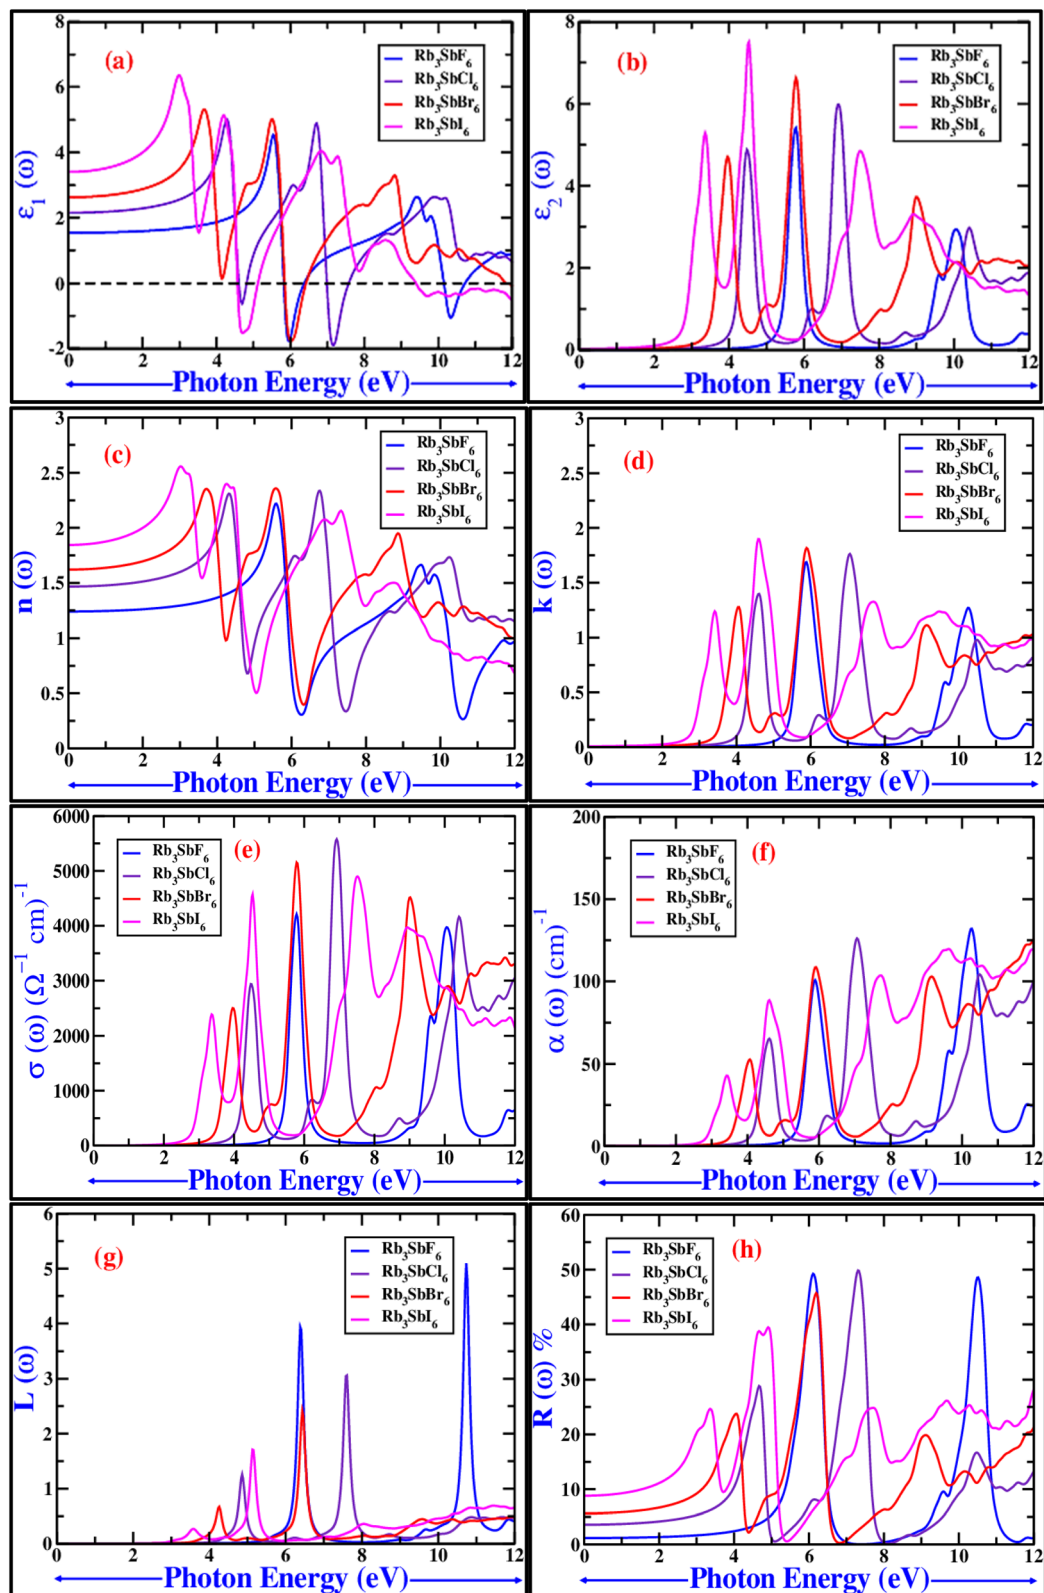 (a)
Rb3SbF6
Rb3SbCl6
Rb3SbBr6
Rb3SbI6
ε1 (ω)
8
6
4
2
0
-2
0 2 4 6 8 10 12
Photon Energy (eV)
(b)
Rb3SbF6
Rb3SbCl6
Rb3SbBr6
Rb3SbI6
ε2 (ω)
8
6
4
2
0
0 2 4 6 8 10 12
Photon Energy (eV)
(c)
Rb3SbF6
Rb3SbCl6
Rb3SbBr6
Rb3SbI6
n (ω)
3
2.5
2
1.5
1
0.5
0
0 2 4 6 8 10 12
Photon Energy (eV)
(d)
Rb3SbF6
Rb3SbCl6
Rb3SbBr6
Rb3SbI6
k (ω)
3
2.5
2
1.5
1
0.5
0
0 2 4 6 8 10 12
Photon Energy (eV)
(e)
Rb3SbF6
Rb3SbCl6
Rb3SbBr6
Rb3SbI6
σ (ω) (Ω⁻¹ cm)⁻¹
6000
5000
4000
3000
2000
1000
0
0 2 4 6 8 10 12
Photon Energy (eV)
(f)
Rb3SbF6
Rb3SbCl6
Rb3SbBr6
Rb3SbI6
α (ω) (cm)⁻¹
200
150
100
50
0
0 2 4 6 8 10 12
Photon Energy (eV)
(g)
Rb3SbF6
Rb3SbCl6
Rb3SbBr6
Rb3SbI6
L (ω)
6
5
4
3
2
1
0
0 2 4 6 8 10 12
Photon Energy (eV)
(h)
Rb3SbF6
Rb3SbCl6
Rb3SbBr6
Rb3SbI6
R (ω) %
60
50
40
30
20
10
0
0 2 4 6 8 10 12
Photon Energy (eV)